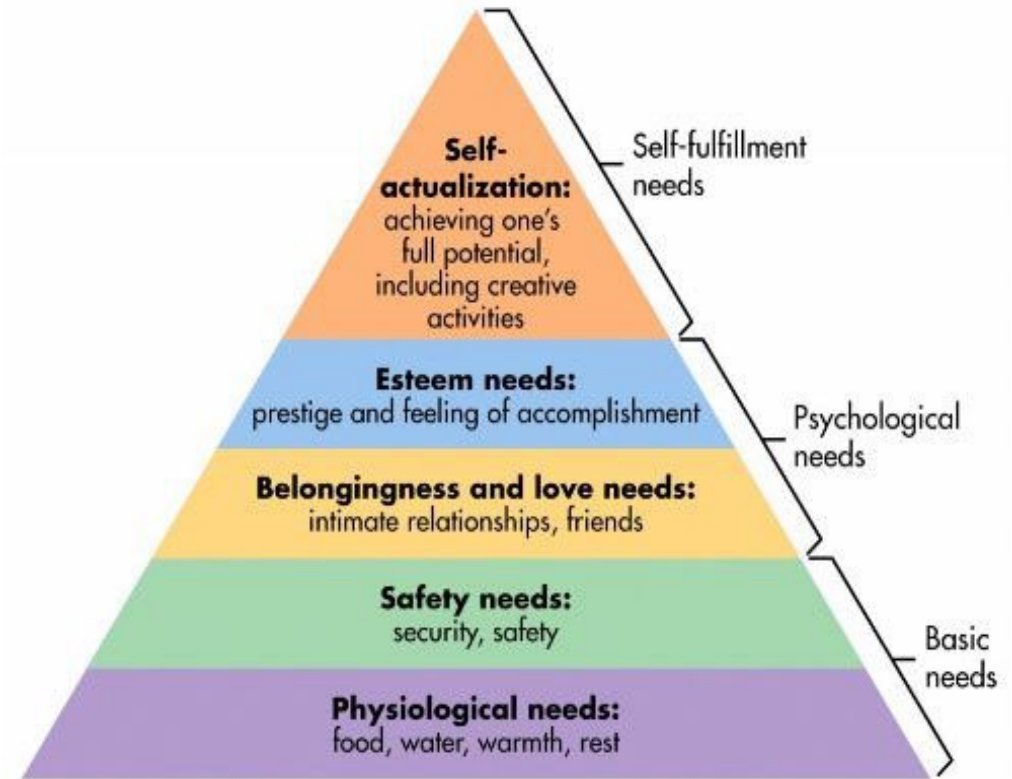 Self-
actualization:
achieving one's
full potential,
including creative
activities
Self-fulfillment
needs
Esteem needs:
prestige and feeling of accomplishment
Psychological
needs
Belongingness and love needs:
intimate relationships, friends
Safety needs:
security, safety
Basic
needs
Physiological needs:
food, water, warmth, rest